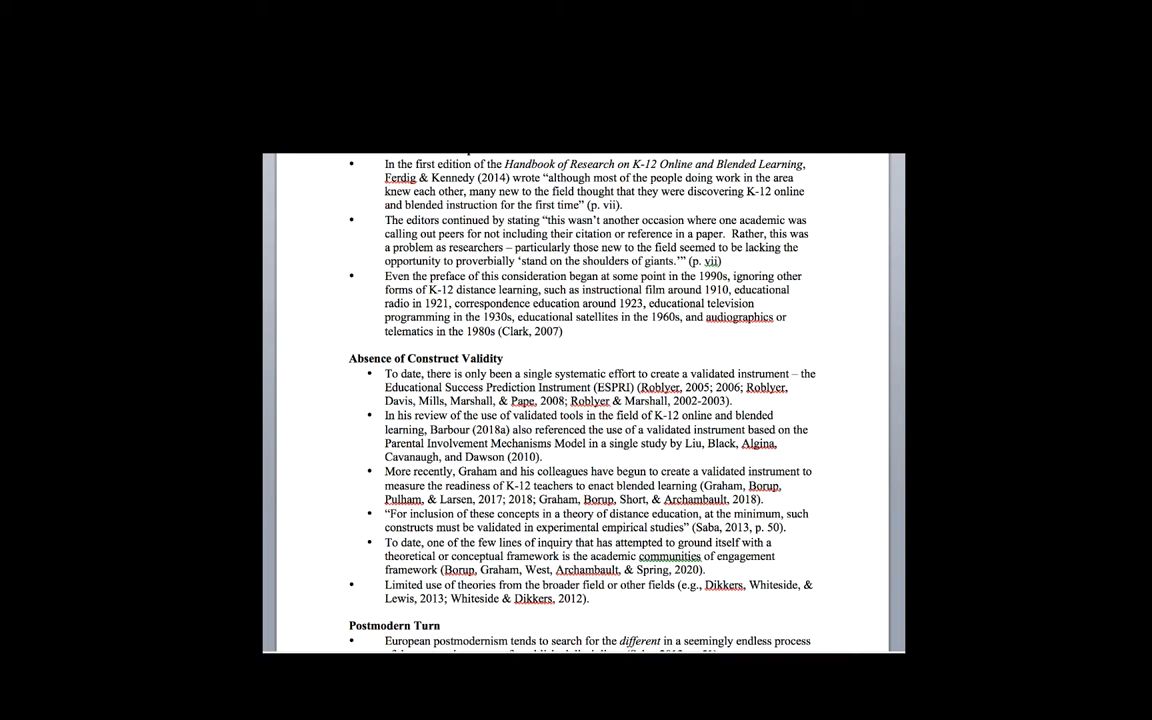 • In the first edition of the Handbook of Research on K-12 Online and Blended Learning,
Ferdig & Kennedy (2014) wrote “although most of the people doing work in the area
knew each other, many new to the field thought that they were discovering K-12 online
and blended instruction for the first time” (p. vii).
• The editors continued by stating “this wasn’t another occasion where one academic was
calling out peers for not including their citation or reference in a paper.  Rather, this was
a problem as researchers – particularly those new to the field seemed to be lacking the
opportunity to proverbially ‘stand on the shoulders of giants.’” (p. vii)
• Even the preface of this consideration began at some point in the 1990s, ignoring other
forms of K-12 distance learning, such as instructional film around 1910, educational
radio in 1921, correspondence education around 1923, educational television
programming in the 1930s, educational satellites in the 1960s, and audiographics or
telematics in the 1980s (Clark, 2007)
Absence of Construct Validity
• To date, there is only been a single systematic effort to create a validated instrument – the
Educational Success Prediction Instrument (ESPRI) (Roblyer, 2005; 2006; Roblyer,
Davis, Mills, Marshall, & Pape, 2008; Roblyer & Marshall, 2002-2003).
• In his review of the use of validated tools in the field of K-12 online and blended
learning, Barbour (2018a) also referenced the use of a validated instrument based on the
Parental Involvement Mechanisms Model in a single study by Liu, Black, Algina,
Cavanaugh, and Dawson (2010).
• More recently, Graham and his colleagues have begun to create a validated instrument to
measure the readiness of K-12 teachers to enact blended learning (Graham, Borup,
Pulham, & Larsen, 2017; 2018; Graham, Borup, Short, & Archambault, 2018).
• “For inclusion of these concepts in a theory of distance education, at the minimum, such
constructs must be validated in experimental empirical studies” (Saba, 2013, p. 50).
• To date, one of the few lines of inquiry that has attempted to ground itself with a
theoretical or conceptual framework is the academic communities of engagement
framework (Borup, Graham, West, Archambault, & Spring, 2020).
• Limited use of theories from the broader field or other fields (e.g., Dikkers, Whiteside, &
Lewis, 2013; Whiteside & Dikkers, 2012).
Postmodern Turn
• European postmodernism tends to search for the different in a seemingly endless process